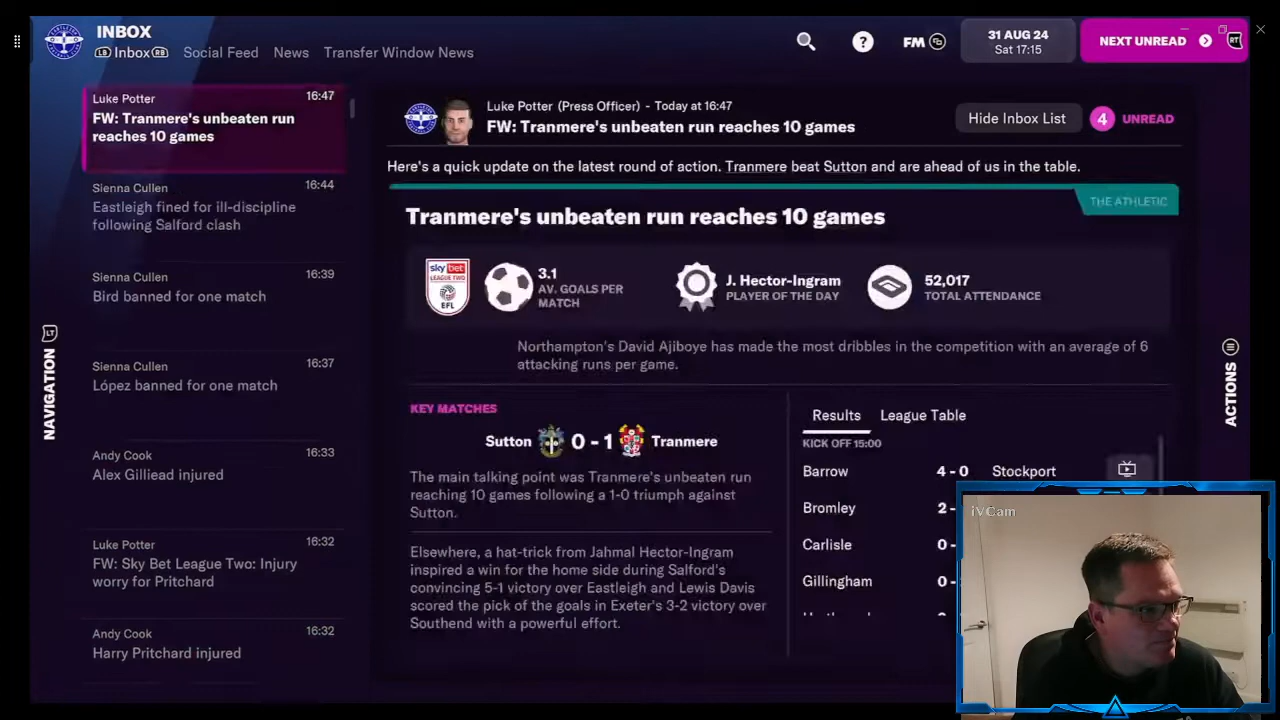 INBOX
LB Inbox RB
Social Feed
News
Transfer Window News
FM
31 AUG 24
Sat 17:15
NEXT UNREAD
RT
Luke Potter
16:47
FW: Tranmere's unbeaten run
reaches 10 games
Sienna Cullen
16:44
Eastleigh fined for ill-discipline
following Salford clash
Sienna Cullen
16:39
Bird banned for one match
Sienna Cullen
16:37
López banned for one match
Andy Cook
16:33
Alex Gilliead injured
Luke Potter
16:32
FW: Sky Bet League Two: Injury
worry for Pritchard
Andy Cook
16:32
Harry Pritchard injured
LT
NAVIGATION
Luke Potter (Press Officer) - Today at 16:47
FW: Tranmere's unbeaten run reaches 10 games
Hide Inbox List
4 UNREAD
Here's a quick update on the latest round of action. Tranmere beat Sutton and are ahead of us in the table.
THE ATHLETIC
Tranmere's unbeaten run reaches 10 games
sky bet
LEAGUE TWO
EFL
3.1
AV. GOALS PER
MATCH
J. Hector-Ingram
PLAYER OF THE DAY
52,017
TOTAL ATTENDANCE
Northampton's David Ajiboye has made the most dribbles in the competition with an average of 6
attacking runs per game.
KEY MATCHES
Sutton 0 - 1 Tranmere
The main talking point was Tranmere's unbeaten run
reaching 10 games following a 1-0 triumph against
Sutton.
Elsewhere, a hat-trick from Jahmal Hector-Ingram
inspired a win for the home side during Salford's
convincing 5-1 victory over Eastleigh and Lewis Davis
scored the pick of the goals in Exeter's 3-2 victory over
Southend with a powerful effort.
Results
League Table
KICK OFF 15:00
Barrow 4 - 0 Stockport
Bromley 2 -
Carlisle 0 -
Gillingham 0 -
ACTIONS
iVCam